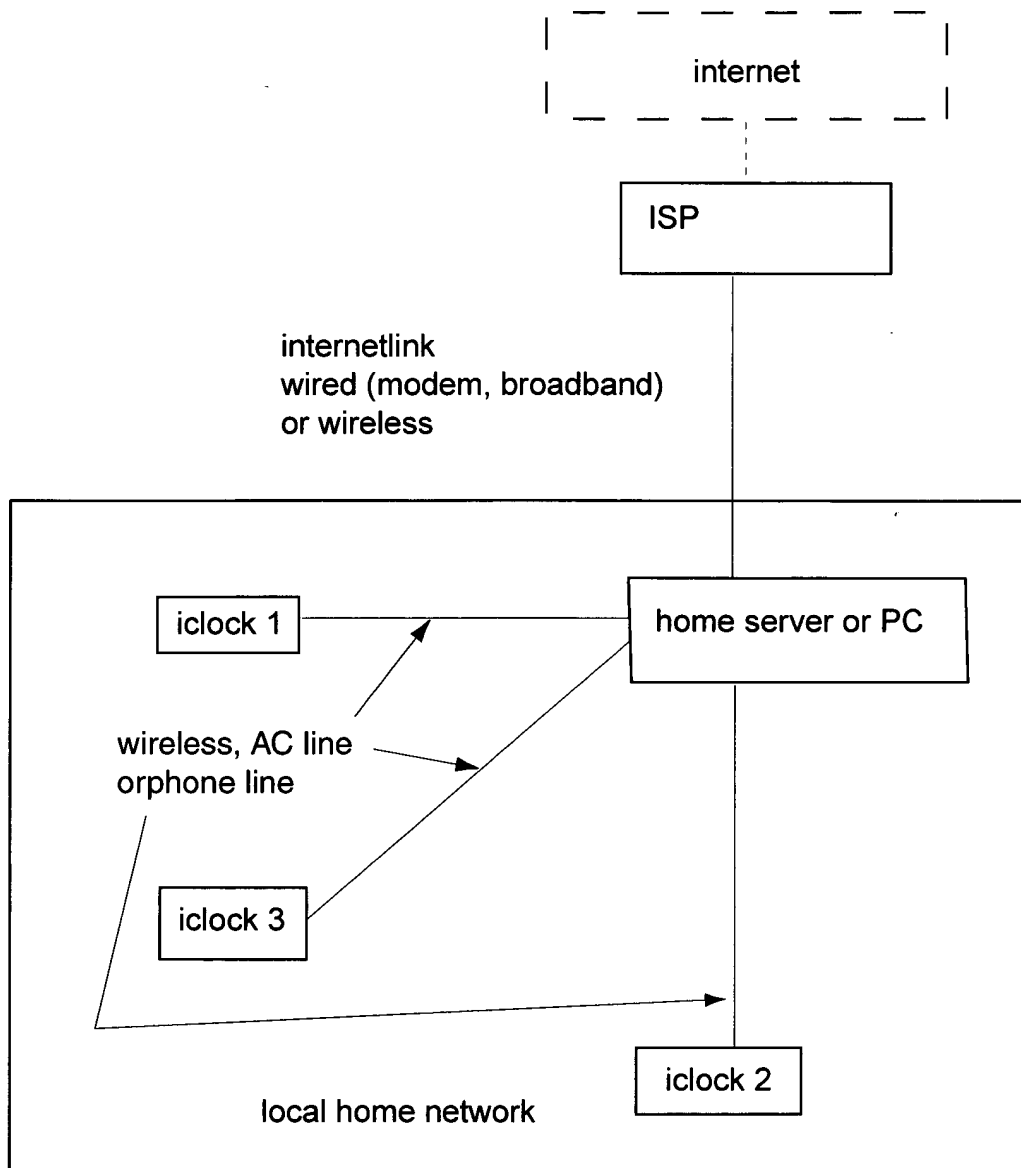 internet
ISP
internetlink
wired (modem, broadband)
or wireless
iclock 1
home server or PC
wireless, AC line
orphone line
iclock 3
iclock 2
local home network